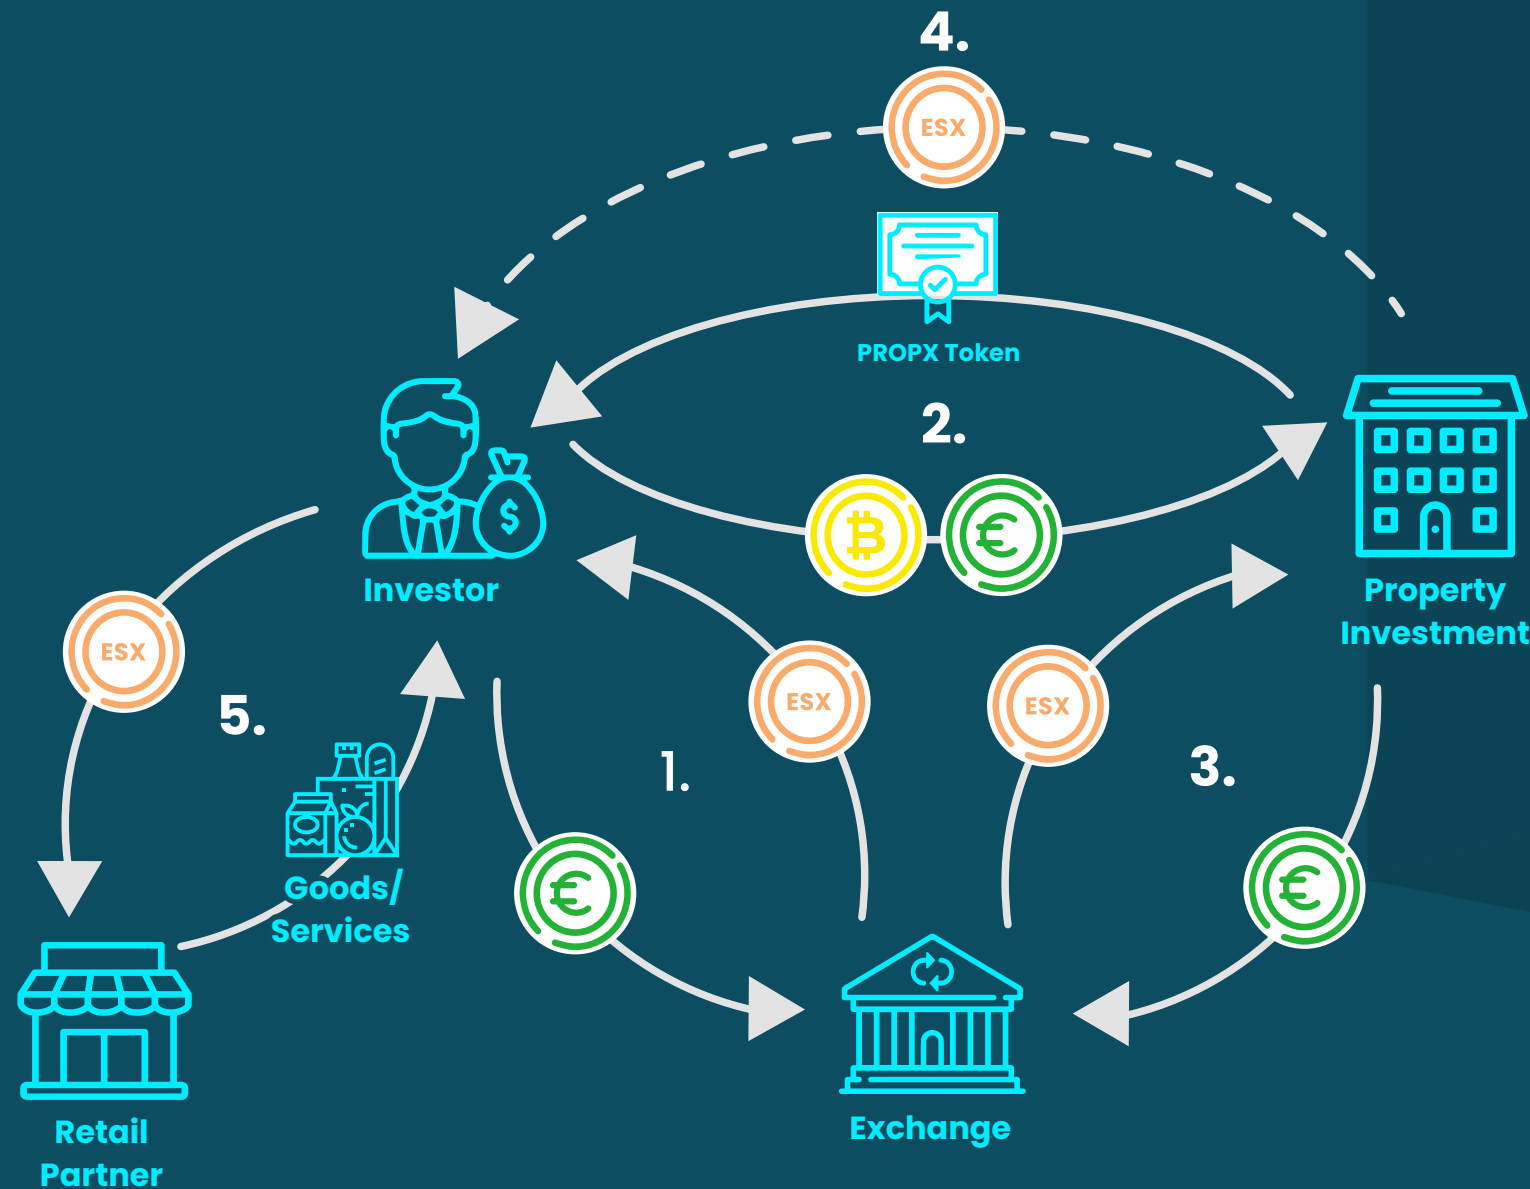 4.
ESX
PROPX Token
2.
Investor
Property
Investment
ESX
5.
ESX
ESX
1.
3.
Goods/
Services
Exchange
Retail
Partner